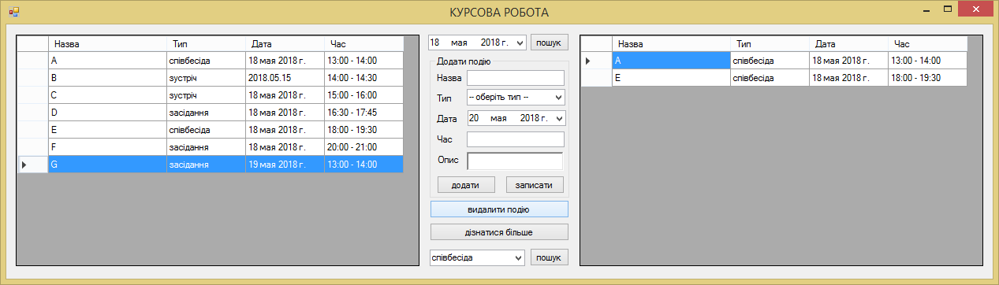 КУРСОВА РОБОТА
Назва Тип Дата Час
A співбесіда 18 мая 2018 г. 13:00 - 14:00
B зустріч 2018.05.15 14:00 - 14:30
C зустріч 18 мая 2018 г. 15:00 - 16:00
D засідання 18 мая 2018 г. 16:30 - 17:45
E співбесіда 18 мая 2018 г. 18:00 - 19:30
F засідання 18 мая 2018 г. 20:00 - 21:00
G засідання 19 мая 2018 г. 13:00 - 14:00
18 мая 2018 г. пошук
Додати подію
Назва
Тип -- оберіть тип --
Дата 20 мая 2018 г.
Час
Опис
додати записати
видалити подію
дізнатися більше
співбесіда пошук
Назва Тип Дата Час
A співбесіда 18 мая 2018 г. 13:00 - 14:00
E співбесіда 18 мая 2018 г. 18:00 - 19:30